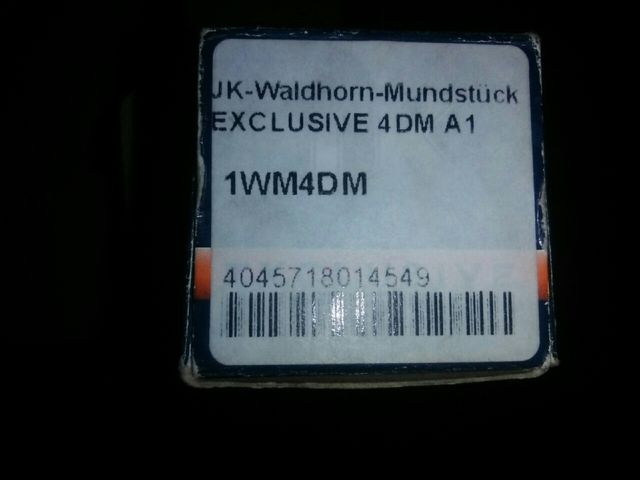 JK-Waldhorn-Mundstück
EXCLUSIVE 4DM A1
1WM4DM
4045718014549